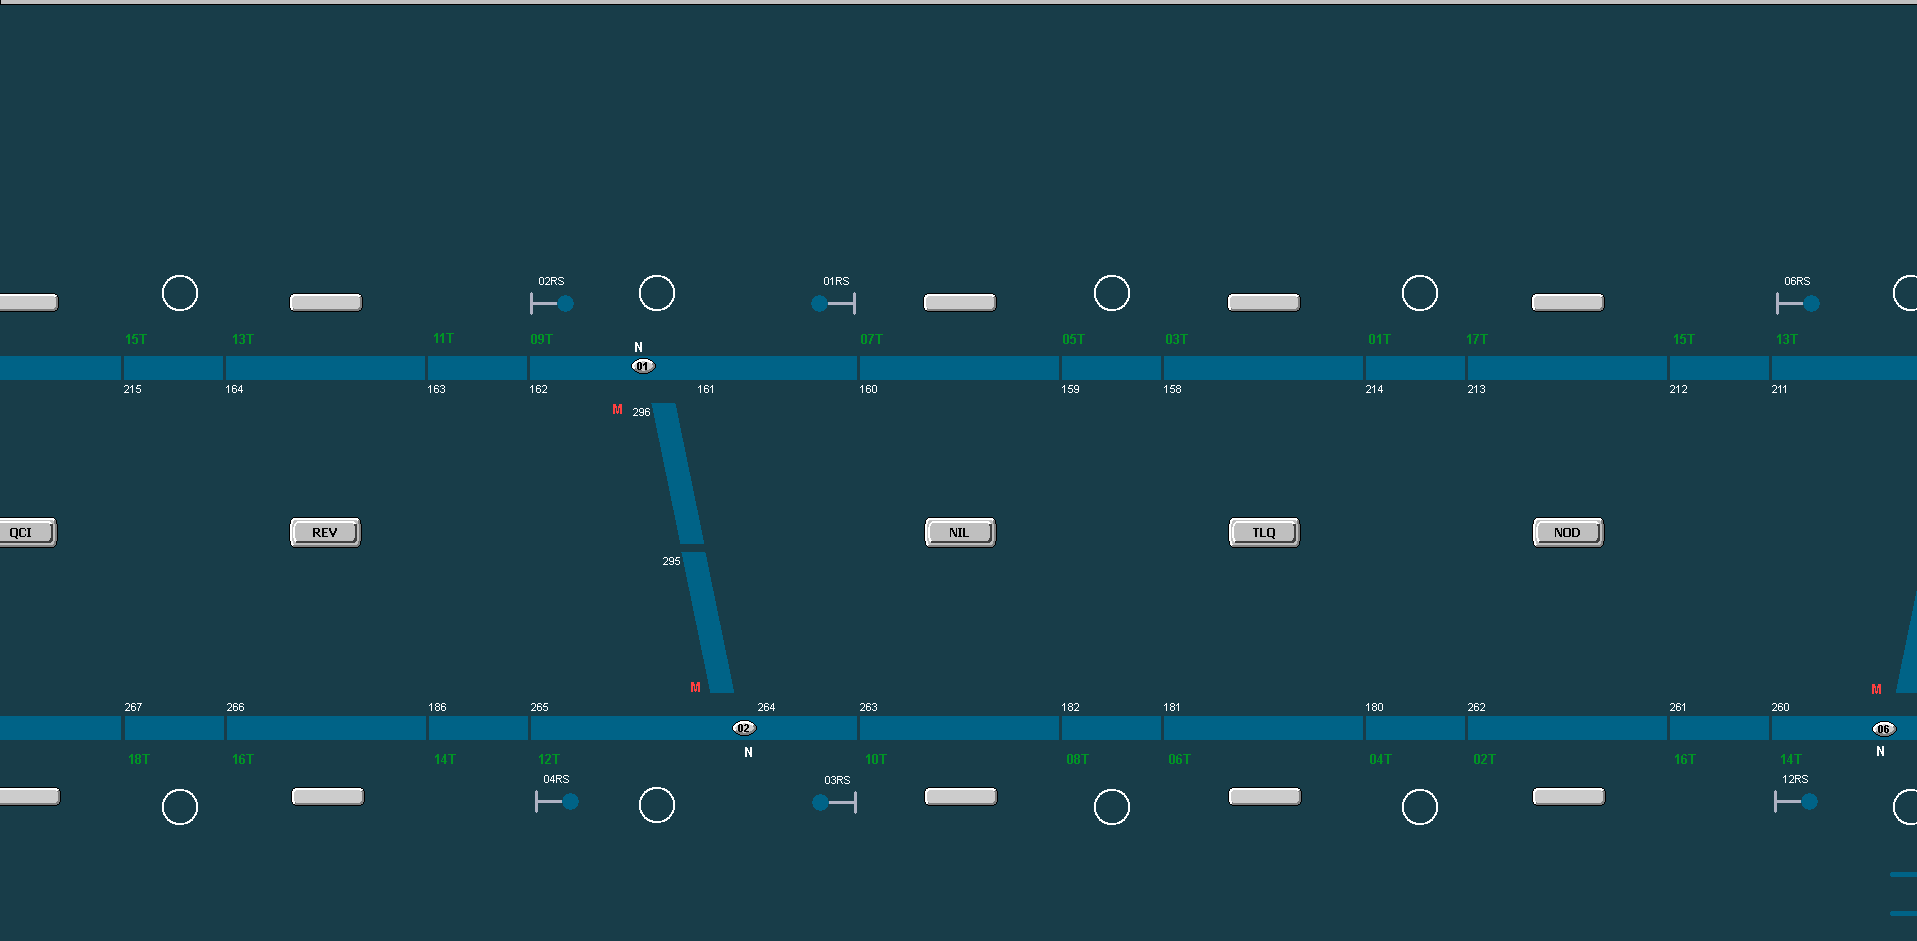 02RS 01RS 06RS
15T 13T 11T 09T 07T 05T 03T 01T 17T 15T 13T
N
01
215 164 163 162 161 160 159 158 214 213 212 211
M 296
QCI REV NIL TLQ NOD
295
M M
267 266 186 265 264 263 182 181 180 262 261 260
02 06
N N
18T 16T 14T 12T 10T 08T 06T 04T 02T 16T 14T
04RS 03RS 12RS